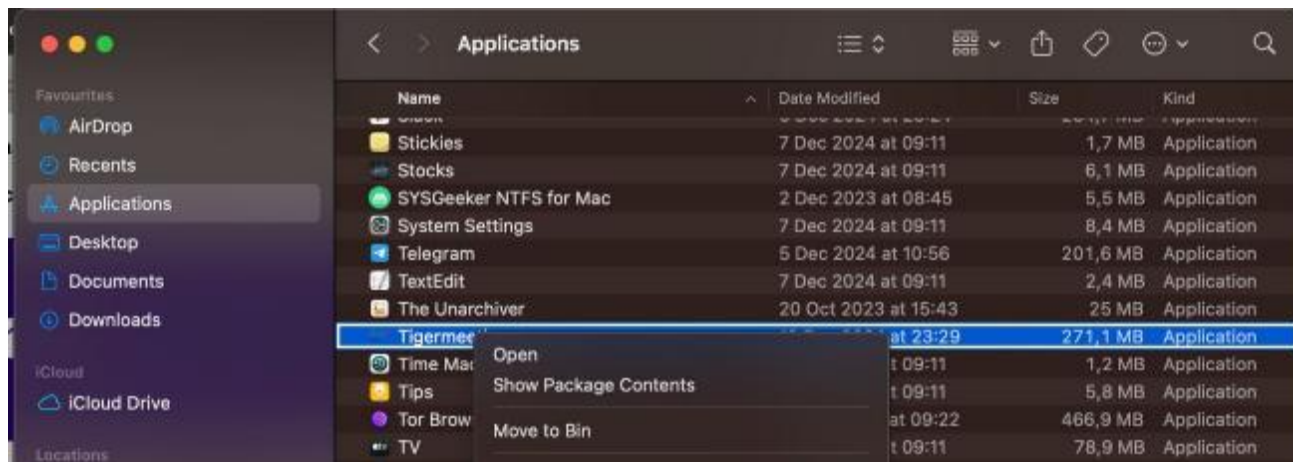 Applications
Favourites
AirDrop
Recents
Applications
Desktop
Documents
Downloads
iCloud
iCloud Drive
Locations
Name Date Modified Size Kind
Stickies 7 Dec 2024 at 09:11 1,7 MB Application
Stocks 7 Dec 2024 at 09:11 6,1 MB Application
SYSGeeker NTFS for Mac 2 Dec 2023 at 08:45 5,5 MB Application
System Settings 7 Dec 2024 at 09:11 8,4 MB Application
Telegram 5 Dec 2024 at 10:56 201,6 MB Application
TextEdit 7 Dec 2024 at 09:11 2,4 MB Application
The Unarchiver 20 Oct 2023 at 15:43 25 MB Application
Tigermee at 23:29 271,1 MB Application
Time Mac t 09:11 1,2 MB Application
Tips t 09:11 5,8 MB Application
Tor Brow at 09:22 466,9 MB Application
TV t 09:11 78,9 MB Application
Open
Show Package Contents
Move to Bin